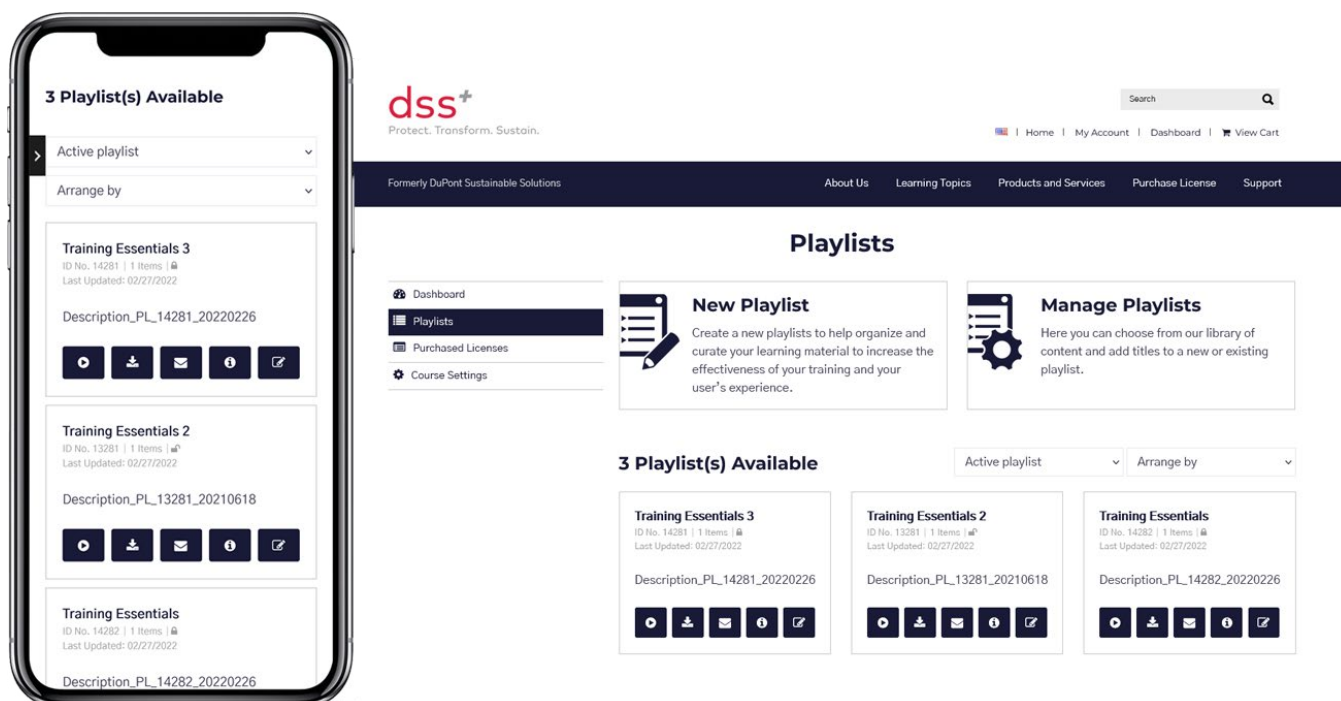 3 Playlist(s) Available
Active playlist
Arrange by
Training Essentials 3
ID No. 14281 | 1 Items |
Last Updated: 02/27/2022
Description_PL_14281_20220226
Training Essentials 2
ID No. 13281 | 1 Items |
Last Updated: 02/27/2022
Description_PL_13281_20210618
Training Essentials
ID No. 14282 | 1 Items |
Last Updated: 02/27/2022
Description_PL_14282_20220226
dss+
Protect. Transform. Sustain.
Search
| Home | My Account | Dashboard | View Cart
Formerly DuPont Sustainable Solutions
About Us Learning Topics Products and Services Purchase License Support
Playlists
Dashboard
Playlists
Purchased Licenses
Course Settings
New Playlist
Create a new playlists to help organize and
curate your learning material to increase the
effectiveness of your training and your
user's experience.
Manage Playlists
Here you can choose from our library of
content and add titles to a new or existing
playlist.
3 Playlist(s) Available
Active playlist
Arrange by
Training Essentials 3
ID No. 14281 | 1 Items |
Last Updated: 02/27/2022
Description_PL_14281_20220226
Training Essentials 2
ID No. 13281 | 1 Items |
Last Updated: 02/27/2022
Description_PL_13281_20210618
Training Essentials
ID No. 14282 | 1 Items |
Last Updated: 02/27/2022
Description_PL_14282_20220226